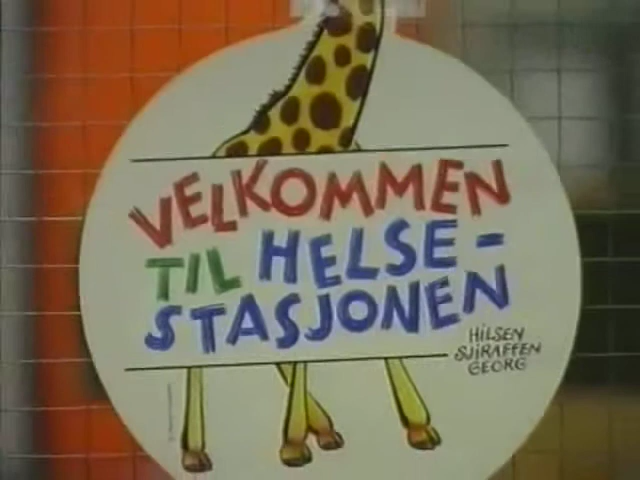 VELKOMMEN
TIL HELSE-
STASJONEN
HILSEN
SJIRAFFEN
GEORG